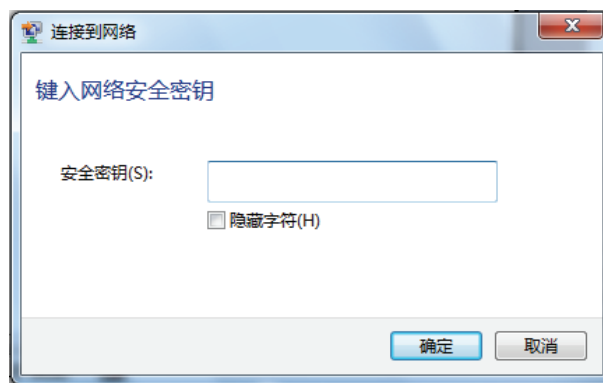 连接到网络
键入网络安全密钥
安全密钥(S):
隐藏字符(H)
确定
取消